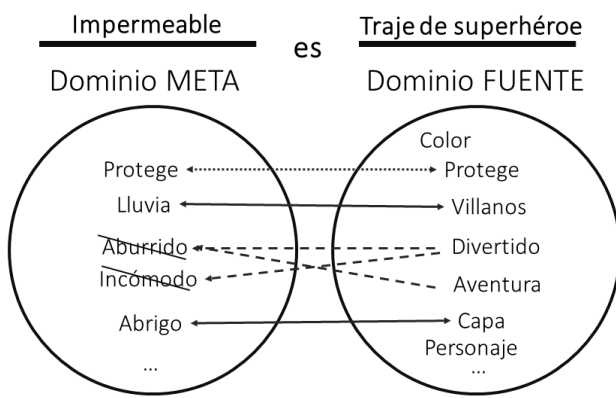 Impermeable
es
Traje de superhéroe
Dominio META
Dominio FUENTE
Protege
Lluvia
Aburrido
Incómodo
Abrigo
...
Color
Protege
Villanos
Divertido
Aventura
Capa
Personaje
...